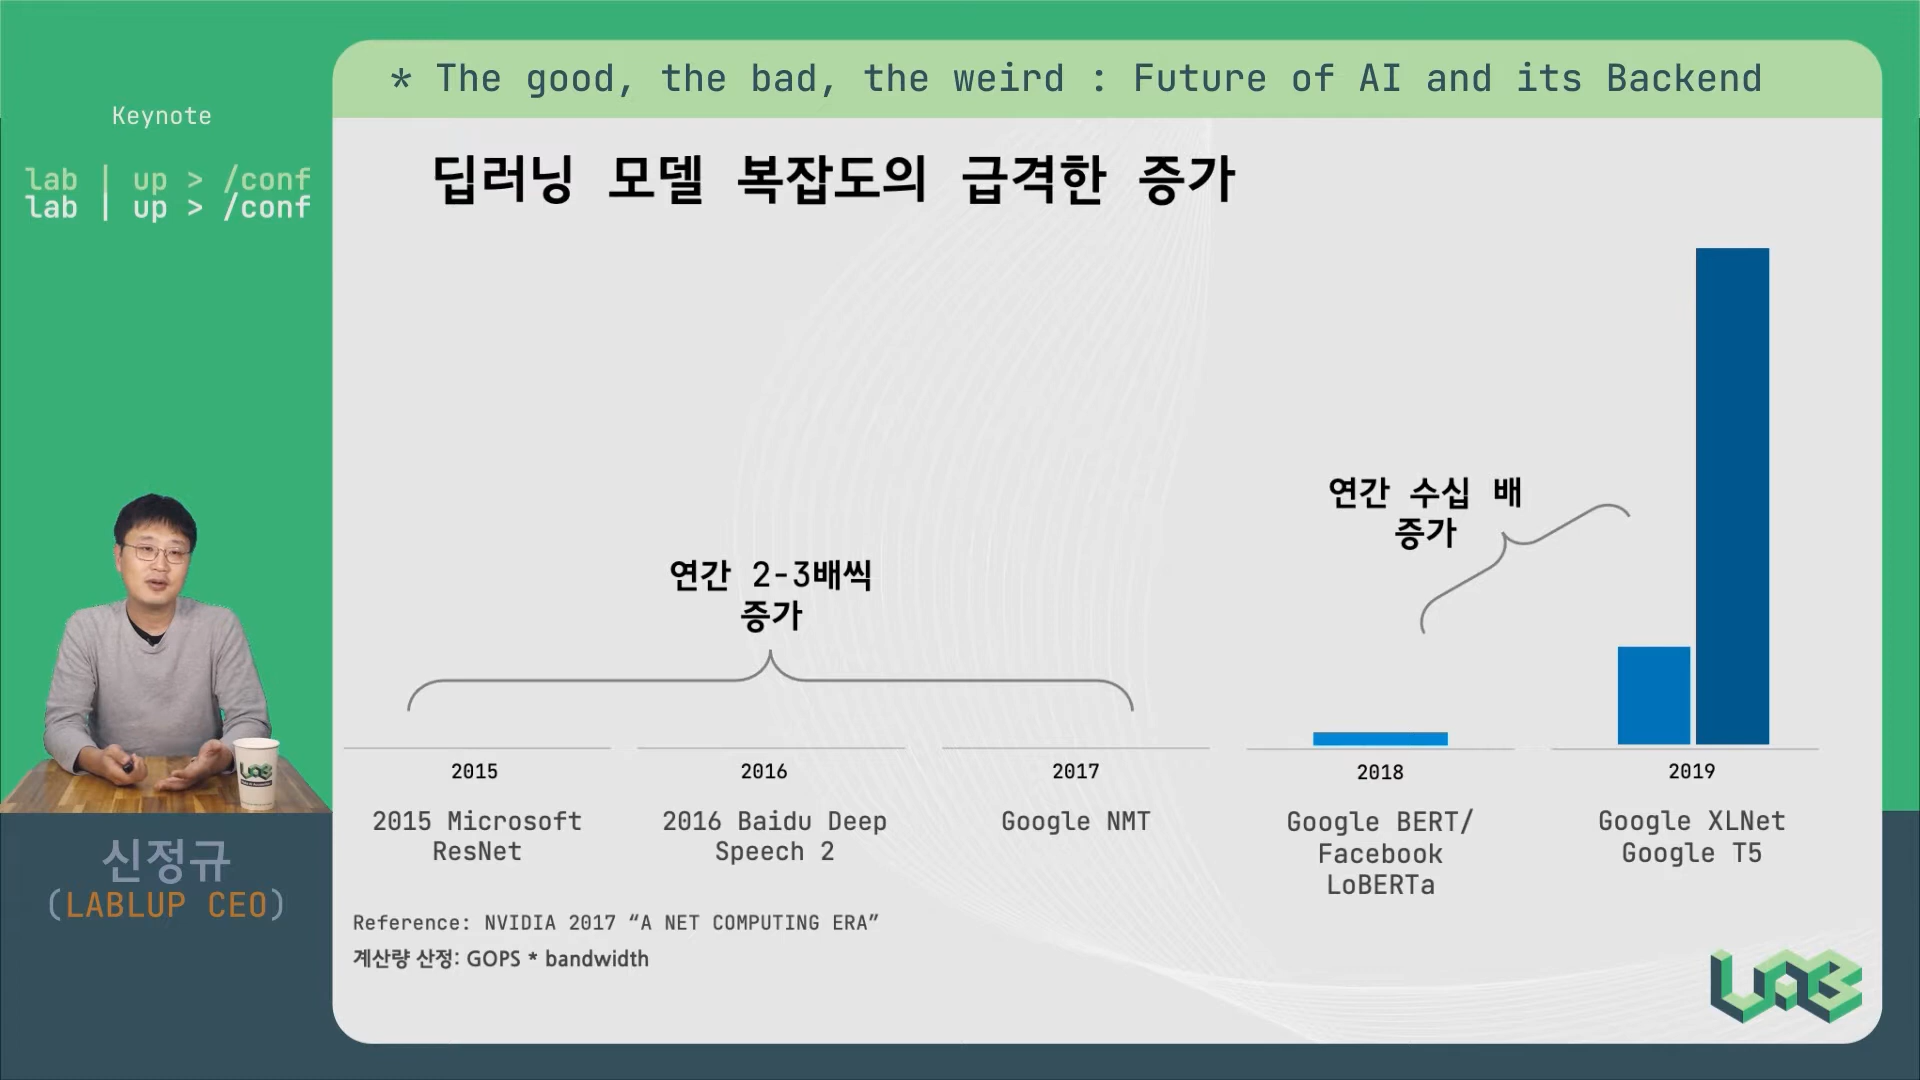 * The good, the bad, the weird : Future of AI and its Backend
Keynote
lab | up > /conf
lab | up > /conf
딥러닝 모델 복잡도의 급격한 증가
연간 수십 배
증가
연간 2-3배씩
증가
2015
2016
2017
2018
2019
2015 Microsoft
ResNet
2016 Baidu Deep
Speech 2
Google NMT
Google BERT/
Facebook
LoBERTa
Google XLNet
Google T5
신정규
(LABLUP CEO)
Reference: NVIDIA 2017 “A NET COMPUTING ERA”
계산량 산정: GOPS * bandwidth
LAB
LAB